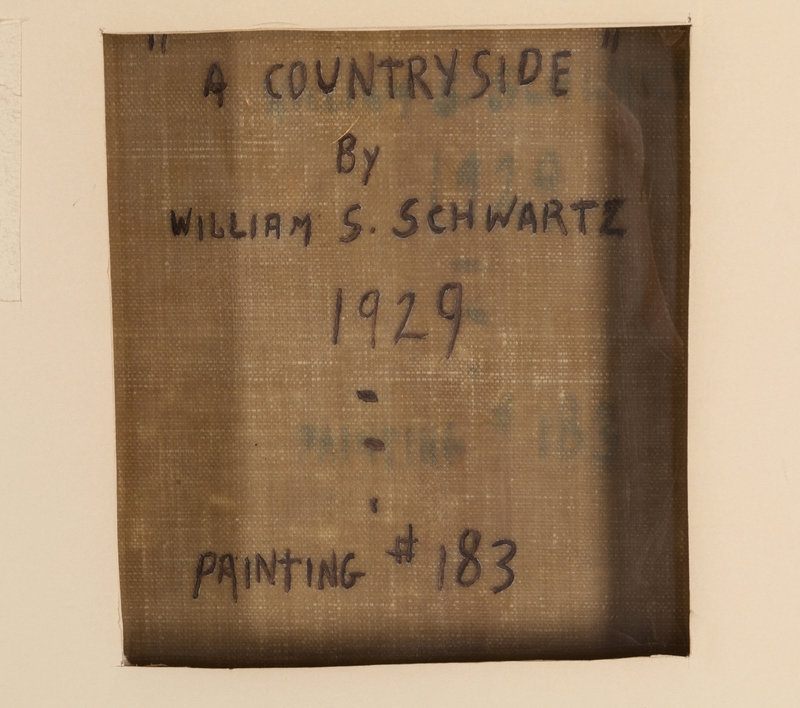 "A COUNTRYSIDE"
By
WILLIAM S. SCHWARTZ
1929
PAINTING # 183